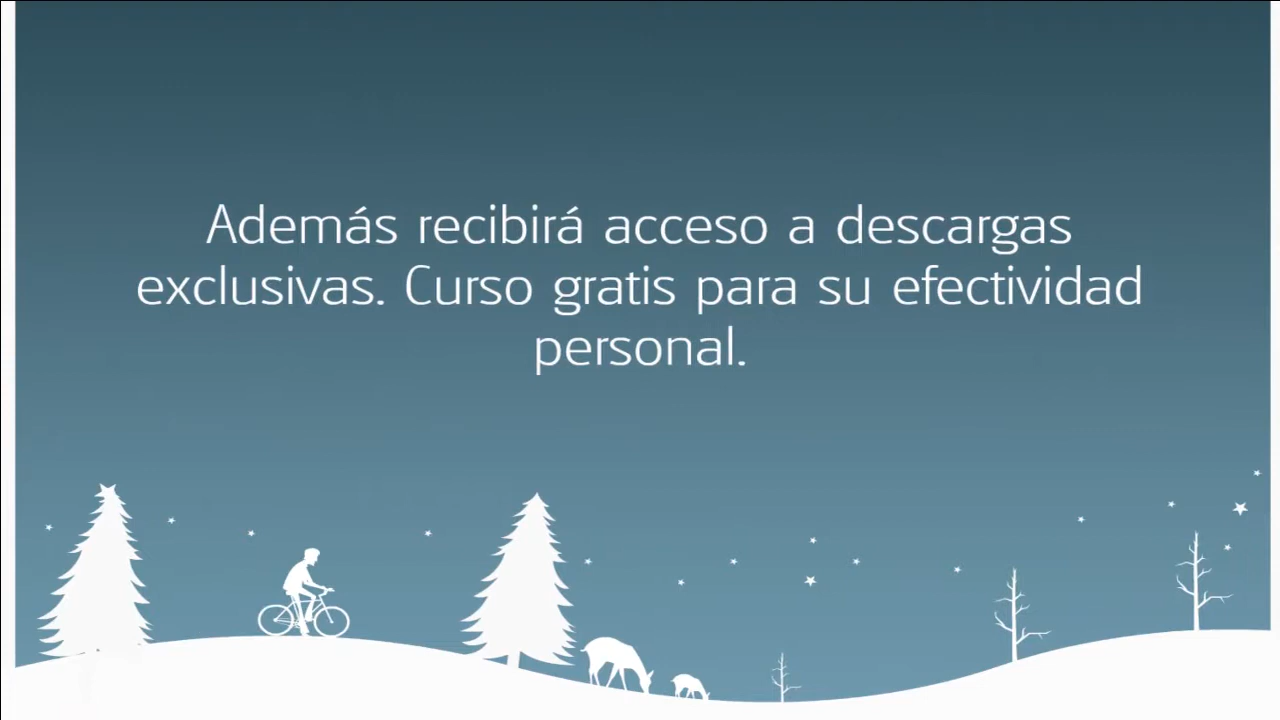 Además recibirá acceso a descargas
exclusivas. Curso gratis para su efectividad
personal.